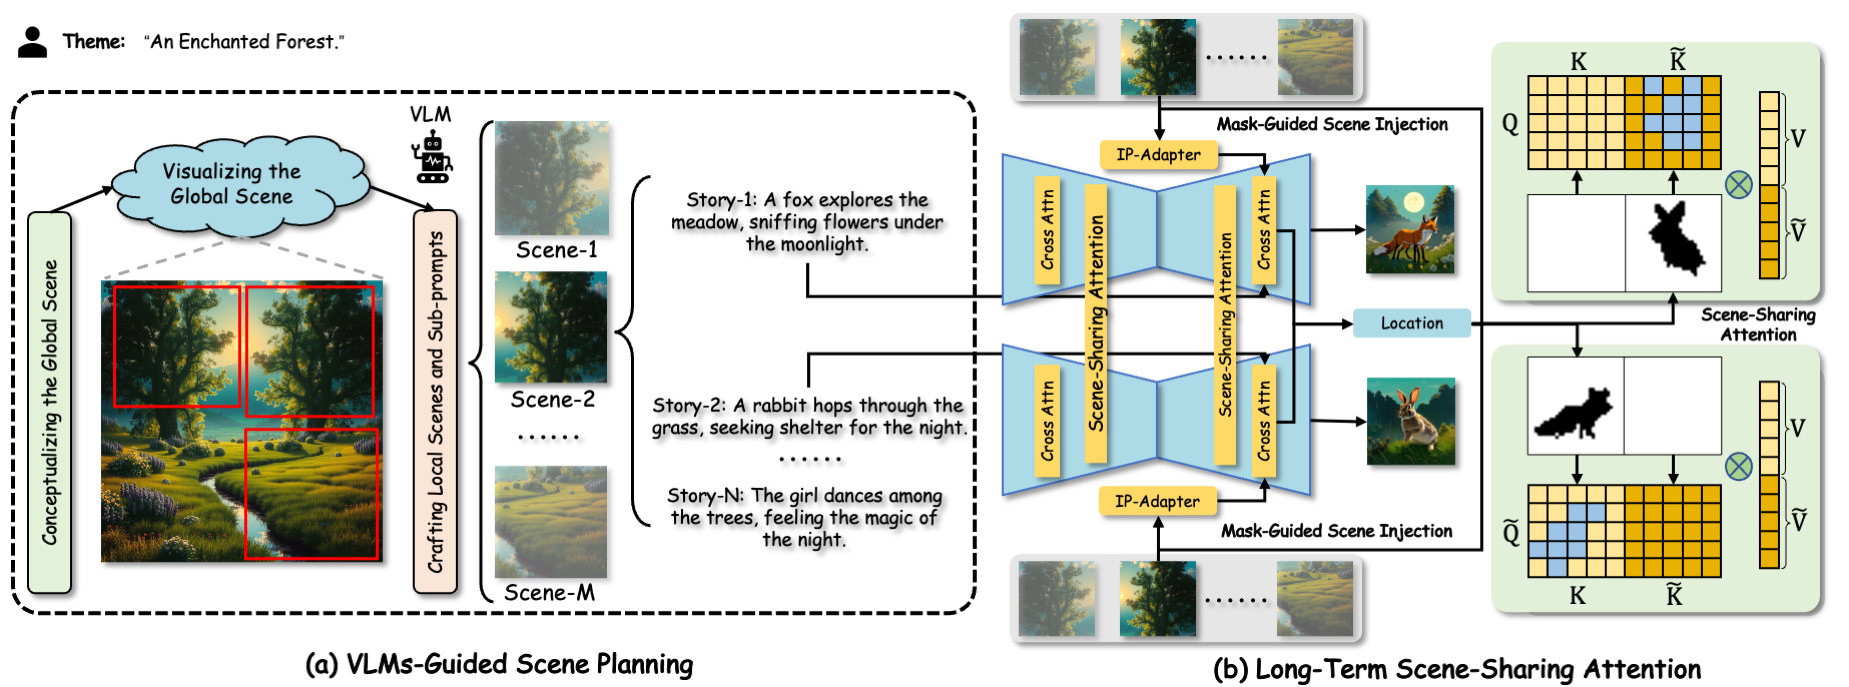 Theme: “An Enchanted Forest.”
VLM
Visualizing the
Global Scene
Conceptualizing the Global Scene
Crafting Local Scenes and Sub-prompts
Scene-1
Scene-2
......
Scene-M
Story-1: A fox explores the
meadow, sniffing flowers under
the moonlight.
Story-2: A rabbit hops through the
grass, seeking shelter for the night.
......
Story-N: The girl dances among
the trees, feeling the magic of
the night.
(a) VLMs-Guided Scene Planning
......
Mask-Guided Scene Injection
IP-Adapter
Cross Attn
Scene-Sharing Attention
Scene-Sharing Attention
Cross Attn
Location
Cross Attn
Cross Attn
IP-Adapter
Mask-Guided Scene Injection
......
K
K̃
Q
V
Ṽ
Scene-Sharing
Attention
V
Ṽ
Q̃
K
K̃
(b) Long-Term Scene-Sharing Attention